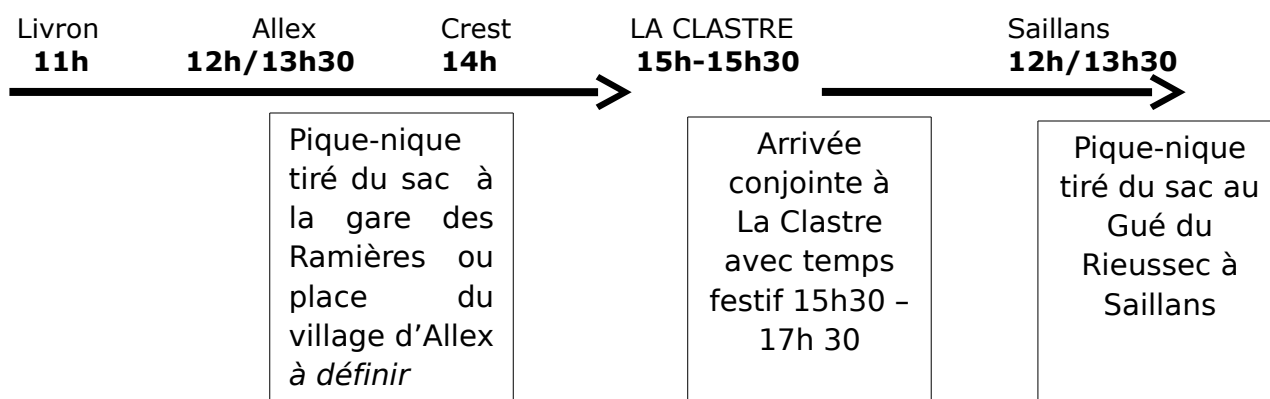 Livron Allex Crest LA CLASTRE Saillans
11h 12h/13h30 14h 15h-15h30 12h/13h30
Pique-nique
tiré du sac à
la gare des
Ramières ou
place du
village d’Allex
à définir
Arrivée
conjointe à
La Clastre
avec temps
festif 15h30 –
17h 30
Pique-nique
tiré du sac au
Gué du
Rieussec à
Saillans